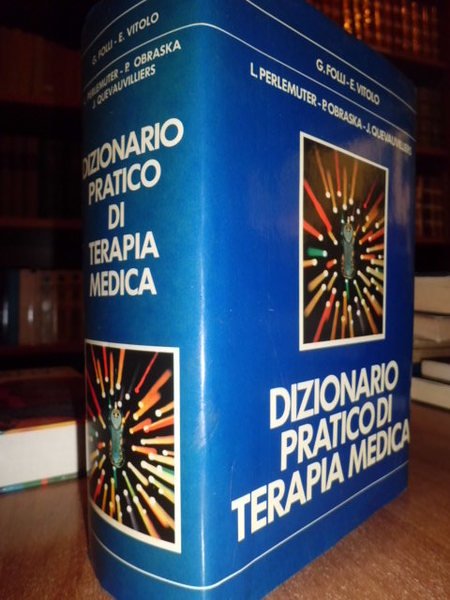 G. FOLLI - E. VITOLO
PERLEMUTER - P. OBRASKA
J. QUEVAUVILLIERS
DIZIONARIO
PRATICO
DI
TERAPIA
MEDICA
G. FOLLI - E. VITOLO
L. PERLEMUTER - P. OBRASKA - J. QUEVAUVILLIERS
DIZIONARIO
PRATICO DI
TERAPIA MEDICA